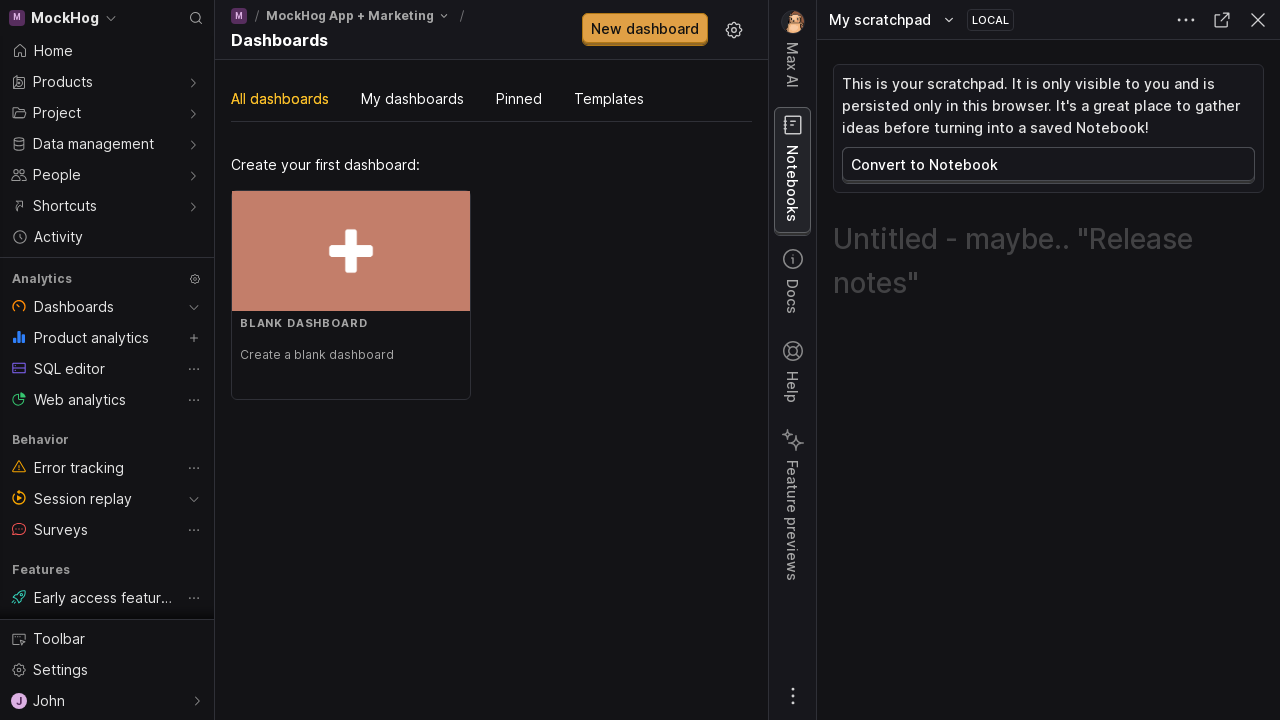 M MockHog
Home
Products
Project
Data management
People
Shortcuts
Activity
Analytics
Dashboards
Product analytics
SQL editor
Web analytics
Behavior
Error tracking
Session replay
Surveys
Features
Early access featur...
Toolbar
Settings
J John
M / MockHog App + Marketing /
Dashboards
New dashboard
All dashboards My dashboards Pinned Templates
Create your first dashboard:
BLANK DASHBOARD
Create a blank dashboard
Max AI
Notebooks
Docs
Help
Feature previews
My scratchpad LOCAL
This is your scratchpad. It is only visible to you and is
persisted only in this browser. It's a great place to gather
ideas before turning into a saved Notebook!
Convert to Notebook
Untitled - maybe.. "Release
notes"